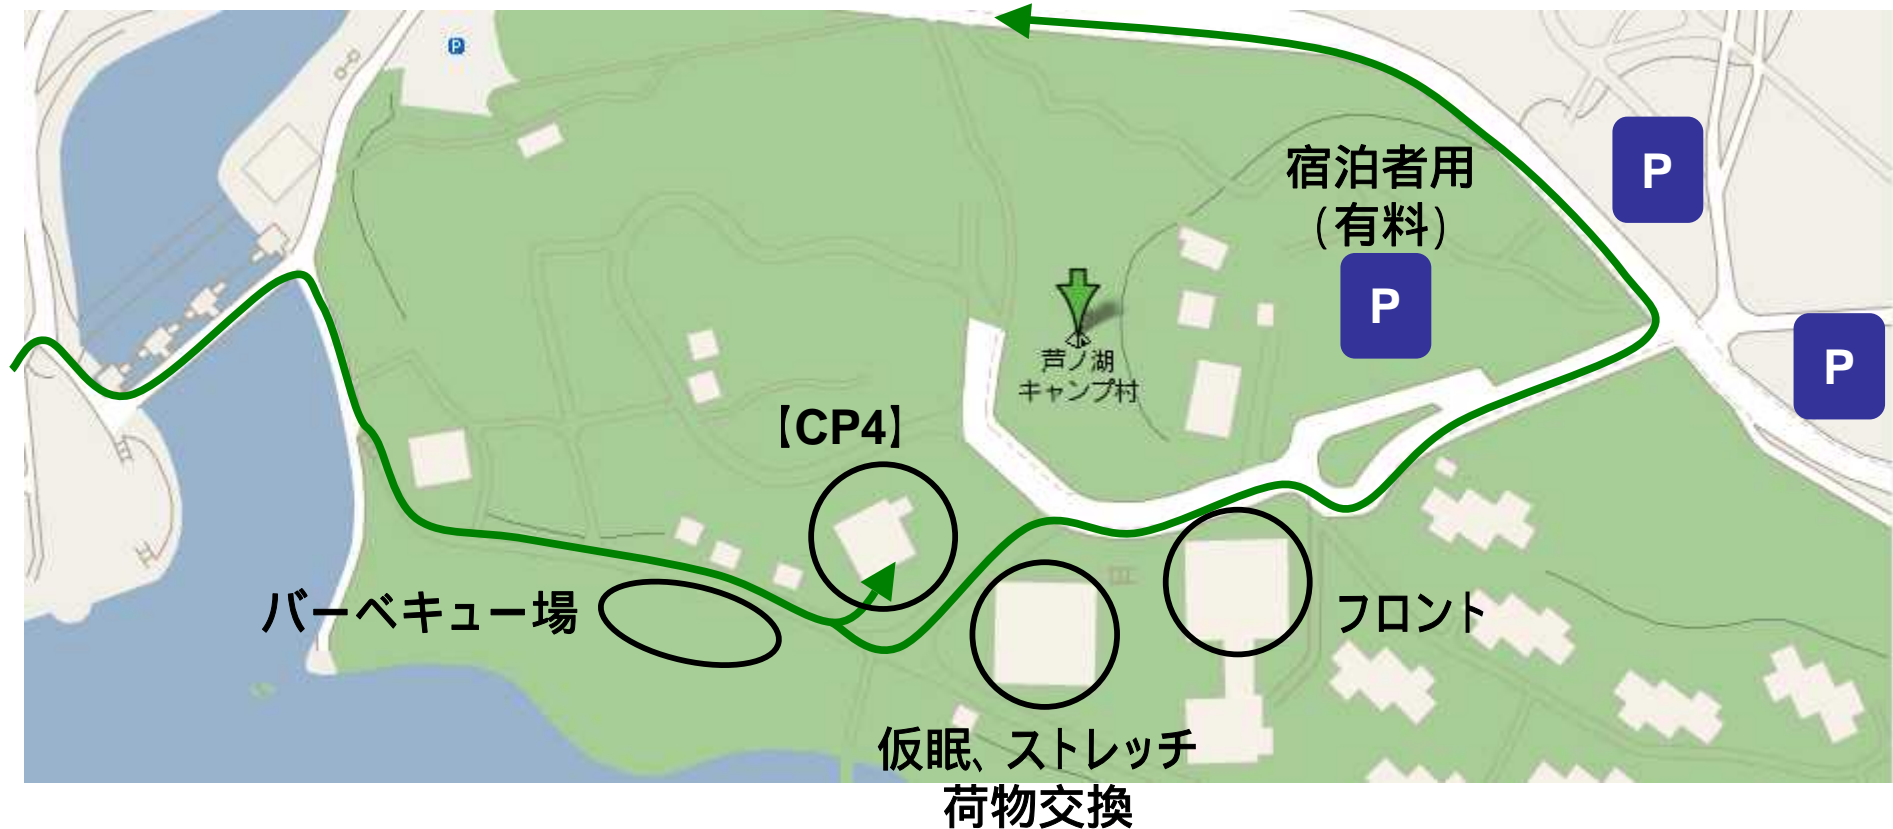 P
P
宿泊者用
(有料)
P
P
芦ノ湖
キャンプ村
【CP4】
バーベキュー場
フロント
仮眠、ストレッチ
荷物交換